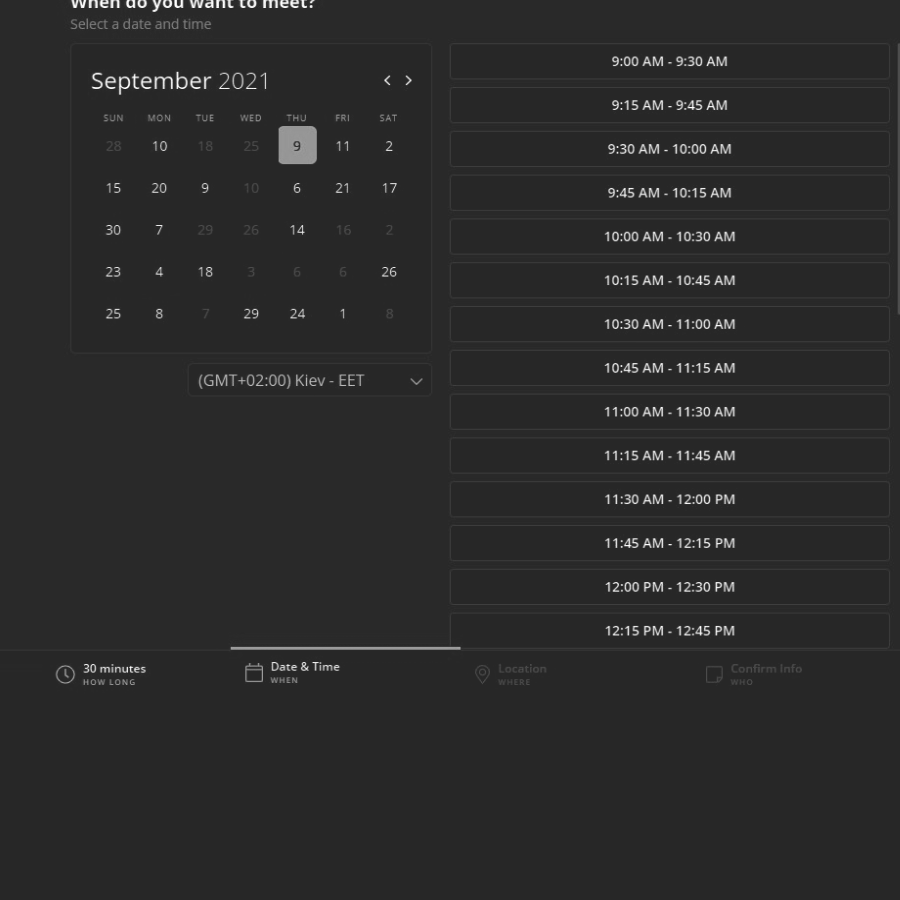 When do you want to meet?
Select a date and time
September 2021
SUN MON TUE WED THU FRI SAT
28 10 18 25 9 11 2
15 20 9 10 6 21 17
30 7 29 26 14 16 2
23 4 18 3 6 6 26
25 8 7 29 24 1 8
(GMT+02:00) Kiev - EET
9:00 AM - 9:30 AM
9:15 AM - 9:45 AM
9:30 AM - 10:00 AM
9:45 AM - 10:15 AM
10:00 AM - 10:30 AM
10:15 AM - 10:45 AM
10:30 AM - 11:00 AM
10:45 AM - 11:15 AM
11:00 AM - 11:30 AM
11:15 AM - 11:45 AM
11:30 AM - 12:00 PM
11:45 AM - 12:15 PM
12:00 PM - 12:30 PM
12:15 PM - 12:45 PM
30 minutes
HOW LONG
Date & Time
WHEN
Location
WHERE
Confirm Info
WHO